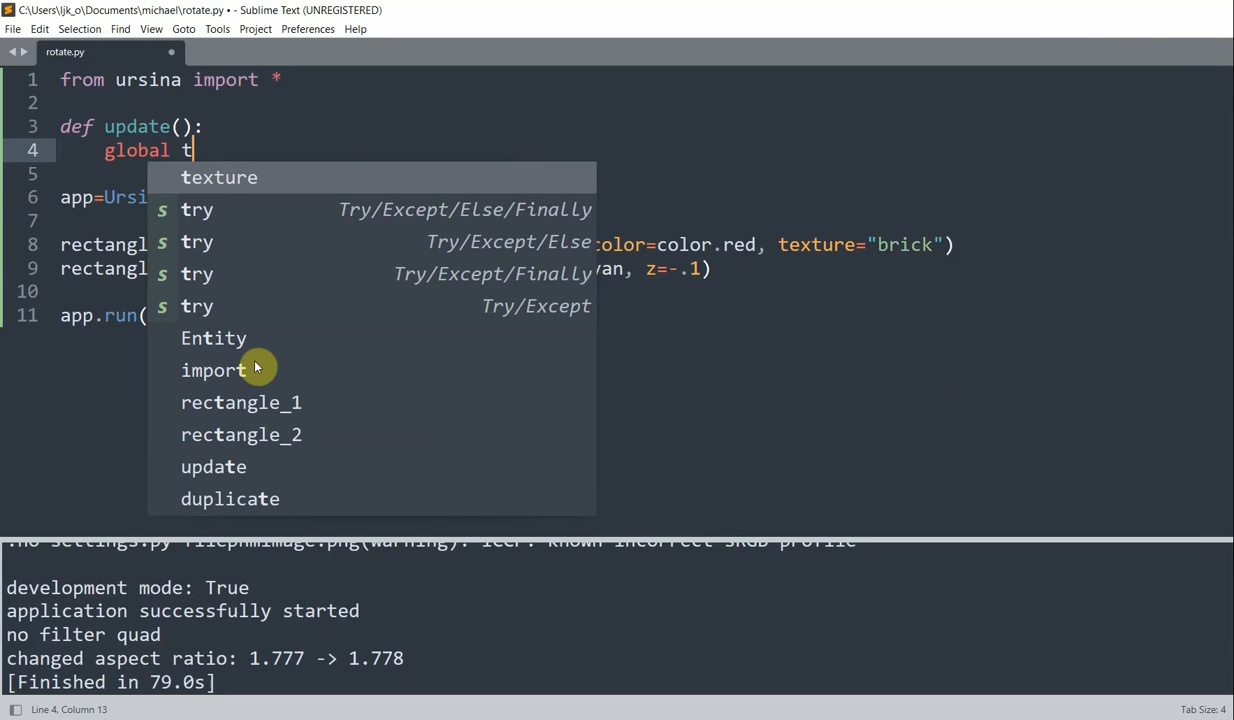 C:\Users\ljk_o\Documents\michael\rotate.py • - Sublime Text (UNREGISTERED)
File Edit Selection Find View Goto Tools Project Preferences Help
rotate.py
1 from ursina import *
2
3 def update():
4 global t
5
6 app=Ursi
7
8 rectangl color=color.red, texture="brick")
9 rectangl yan, z=-.1)
10
11 app.run(
texture
s try Try/Except/Else/Finally
s try Try/Except/Else
s try Try/Except/Finally
s try Try/Except
Entity
import
rectangle_1
rectangle_2
update
duplicate
development mode: True
application successfully started
no filter quad
changed aspect ratio: 1.777 -> 1.778
[Finished in 79.0s]
Line 4, Column 13 Tab Size: 4